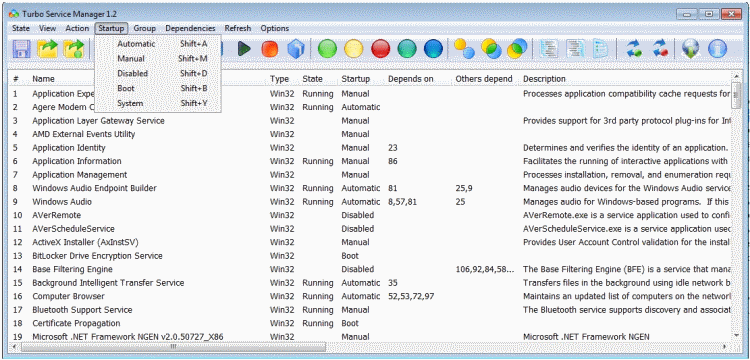 Turbo Service Manager 1.2
State View Action Startup Group Dependencies Refresh Options
Automatic Shift+A
Manual Shift+M
Disabled Shift+D
Boot Shift+B
System Shift+Y
# Name Type State Startup Depends on Others depend Description
1 Application Expe Win32 Running Manual Processes application compatibility cache requests for
2 Agere Modem C Win32 Running Automatic
3 Application Layer Gateway Service Win32 Manual Provides support for 3rd party protocol plug-ins for Int
4 AMD External Events Utility Win32 Manual
5 Application Identity Win32 Manual 23 Determines and verifies the identity of an application.
6 Application Information Win32 Running Manual 86 Facilitates the running of interactive applications with
7 Application Management Win32 Manual Processes installation, removal, and enumeration requ
8 Windows Audio Endpoint Builder Win32 Running Automatic 81 25,9 Manages audio devices for the Windows Audio service
9 Windows Audio Win32 Running Automatic 8,57,81 25 Manages audio for Windows-based programs. If this
10 AVerRemote Win32 Disabled AVerRemote.exe is a service application used to confi
11 AVerScheduleService Win32 Disabled AVerScheduleService.exe is a service application used
12 ActiveX Installer (AxInstSV) Win32 Manual Provides User Account Control validation for the instal
13 BitLocker Drive Encryption Service Win32 Boot
14 Base Filtering Engine Win32 Disabled 106,92,84,58... The Base Filtering Engine (BFE) is a service that mana
15 Background Intelligent Transfer Service Win32 Running Automatic 35 Transfers files in the background using idle network b
16 Computer Browser Win32 Running Automatic 52,53,72,97 Maintains an updated list of computers on the networ
17 Bluetooth Support Service Win32 Running Manual The Bluetooth service supports discovery and associat
18 Certificate Propagation Win32 Running Boot
19 Microsoft .NET Framework NGEN v2.0.50727_X86 Win32 Manual Microsoft .NET Framework NGEN